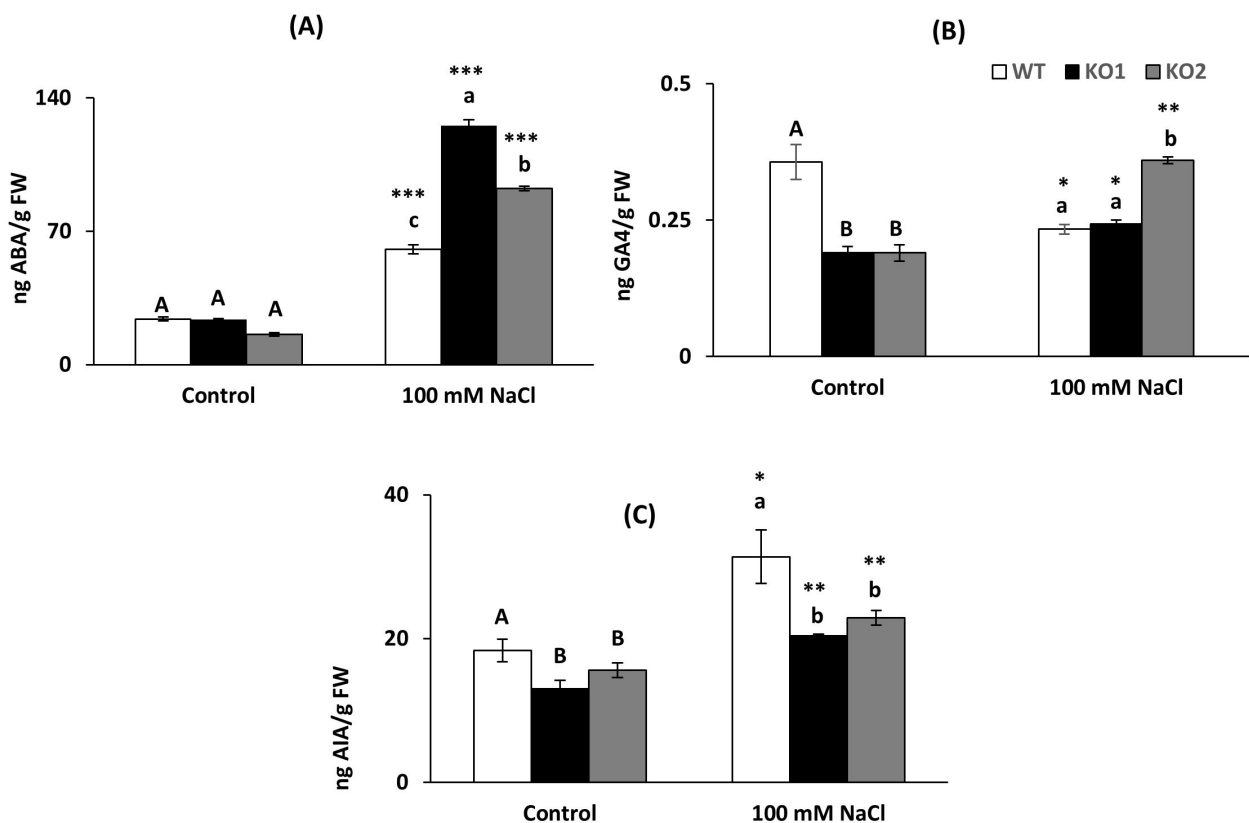 (A)
ng ABA/g FW
140
70
0
A
A
A
***
c
***
a
***
b
Control
100 mM NaCl
(B)
WT
KO1
KO2
ng GA4/g FW
0.5
0.25
0
A
B
B
*
a
*
a
**
b
Control
100 mM NaCl
(C)
ng AIA/g FW
40
20
0
A
B
B
*
a
**
b
**
b
Control
100 mM NaCl